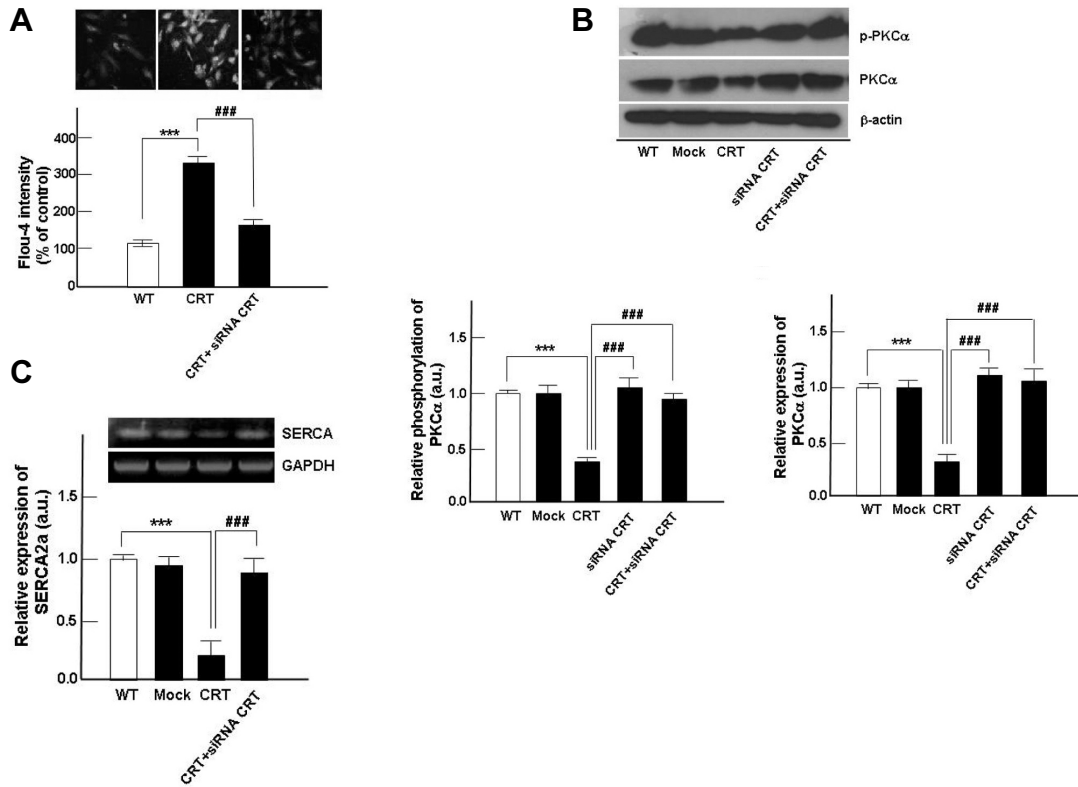 A
Flou-4 intensity
(% of control)
400
300
200
100
0
***
###
WT
CRT
CRT+ siRNA CRT
B
p-PKCα
PKCα
β-actin
WT
Mock
CRT
siRNA CRT
CRT+siRNA CRT
Relative phosphorylation of
PKCα (a.u.)
1.5
1.0
0.5
0.0
***
###
###
WT
Mock
CRT
siRNA CRT
CRT+siRNA CRT
Relative expression of
PKCα (a.u.)
1.5
1.0
0.5
0.0
***
###
###
WT
Mock
CRT
siRNA CRT
CRT+siRNA CRT
C
SERCA
GAPDH
Relative expression of
SERCA2a (a.u.)
1.5
1.0
0.5
0.0
***
###
WT
Mock
CRT
CRT+siRNA CRT